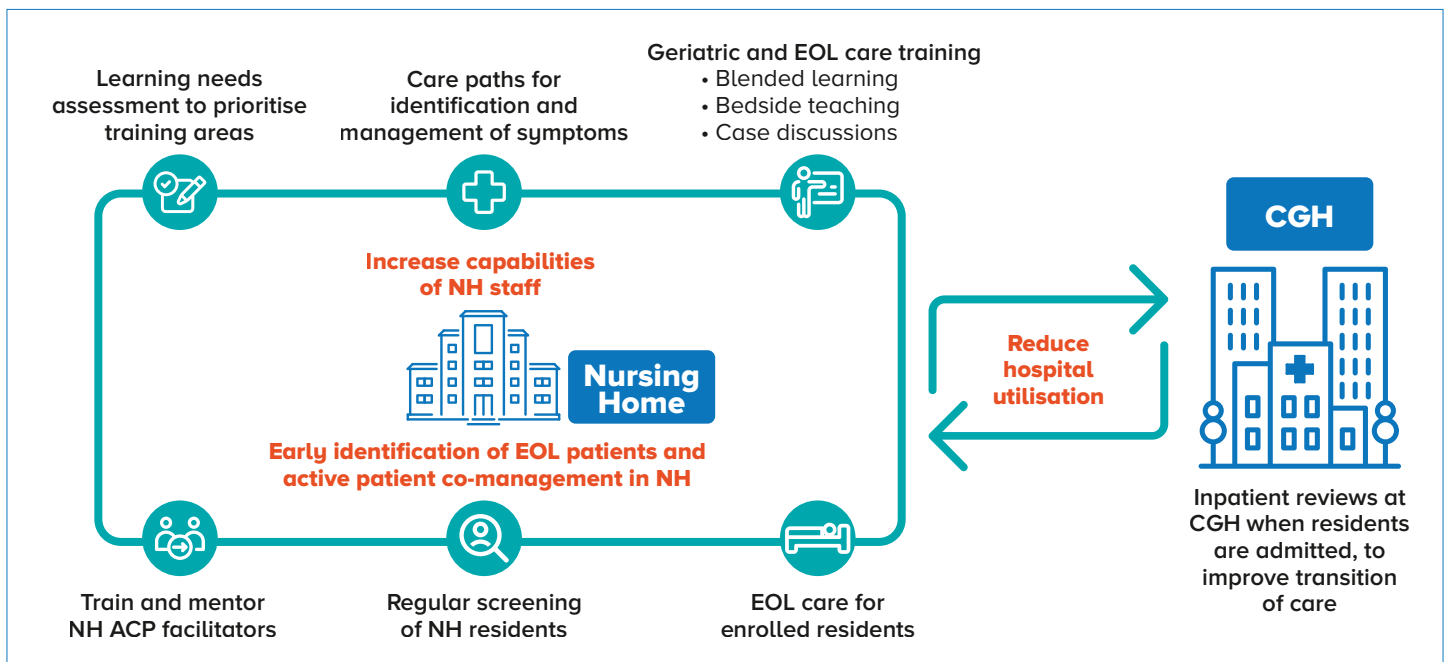 Learning needs
assessment to prioritise
training areas
Care paths for
identification and
management of symptoms
Geriatric and EOL care training
• Blended learning
• Bedside teaching
• Case discussions
Increase capabilities
of NH staff
Nursing
Home
Early identification of EOL patients and
active patient co-management in NH
Train and mentor
NH ACP facilitators
Regular screening
of NH residents
EOL care for
enrolled residents
Reduce
hospital
utilisation
CGH
Inpatient reviews at
CGH when residents
are admitted, to
improve transition
of care